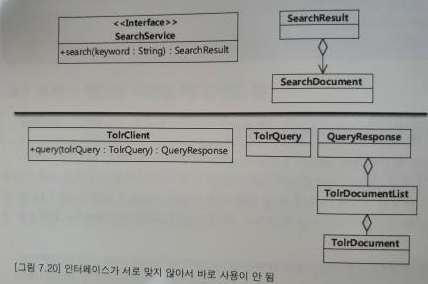 <<Interface>>
SearchService
+search(keyword : String) : SearchResult
SearchResult
SearchDocument
TolrClient
+query(tolrQuery : TolrQuery) : QueryResponse
TolrQuery
QueryResponse
TolrDocumentList
TolrDocument
[그림 7.20] 인터페이스가 서로 맞지 않아서 바로 사용이 안 됨